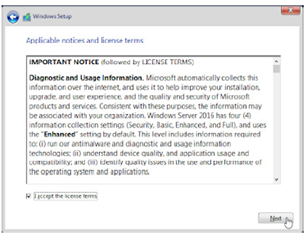 Windows Setup
Applicable notices and license terms
IMPORTANT NOTICE (followed by LICENSE TERMS)
Diagnostic and Usage Information. Microsoft automatically collects this
information over the internet, and uses it to help improve your installation,
upgrade, and user experience, and the quality and security of Microsoft
products and services. Consistent with these purposes, the information may
be associated with your organization. Windows Server 2016 has four (4)
information collection settings (Security, Basic, Enhanced, and Full), and uses
the "Enhanced" setting by default. This level includes information required
to: (i) run our antimalware and diagnostic and usage information
technologies; (ii) understand device quality, and application usage and
compatibility; and (iii) identify quality issues in the use and performance of
the operating system and applications.
I accept the license terms
Next